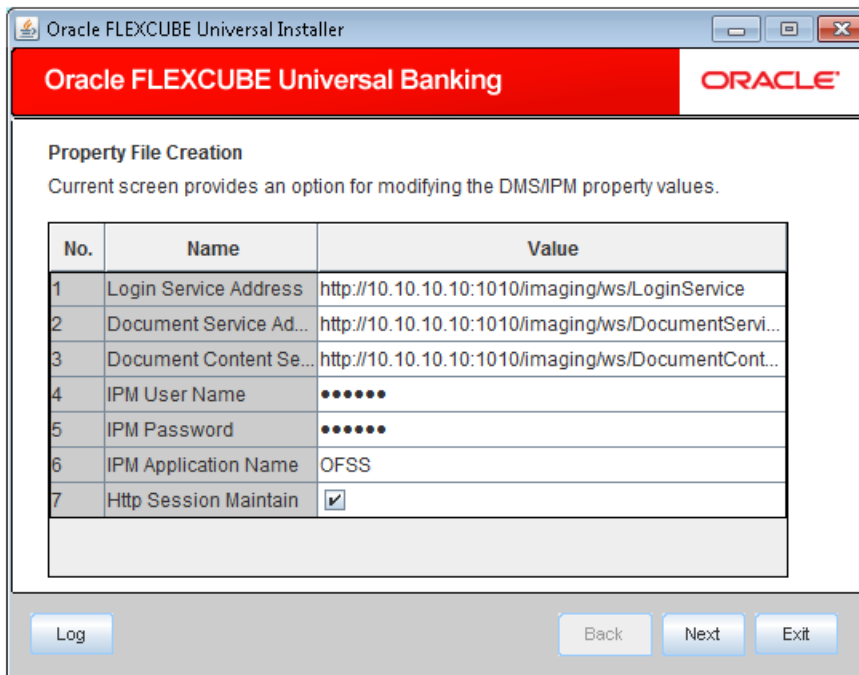 Oracle FLEXCUBE Universal Installer
Oracle FLEXCUBE Universal Banking
ORACLE
Property File Creation
Current screen provides an option for modifying the DMS/IPM property values.
No. Name Value
1 Login Service Address http://10.10.10.10:1010/imaging/ws/LoginService
2 Document Service Ad... http://10.10.10.10:1010/imaging/ws/DocumentServi...
3 Document Content Se... http://10.10.10.10:1010/imaging/ws/DocumentCont...
4 IPM User Name ●●●●●●
5 IPM Password ●●●●●●
6 IPM Application Name OFSS
7 Http Session Maintain
Log Back Next Exit